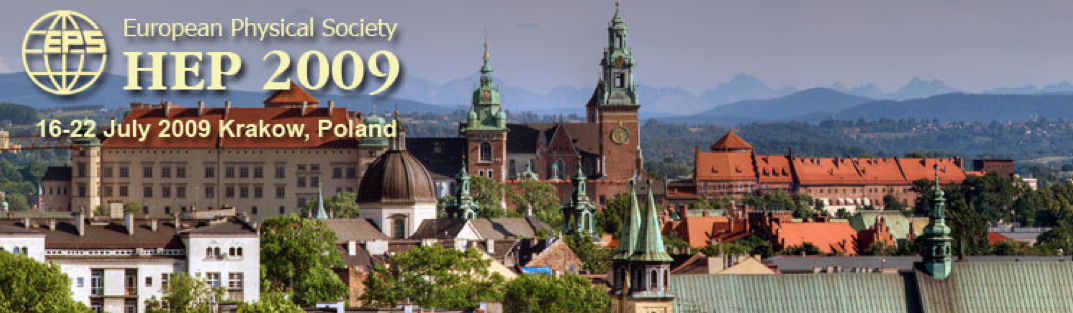 EPS
European Physical Society
HEP 2009
16-22 July 2009 Krakow, Poland